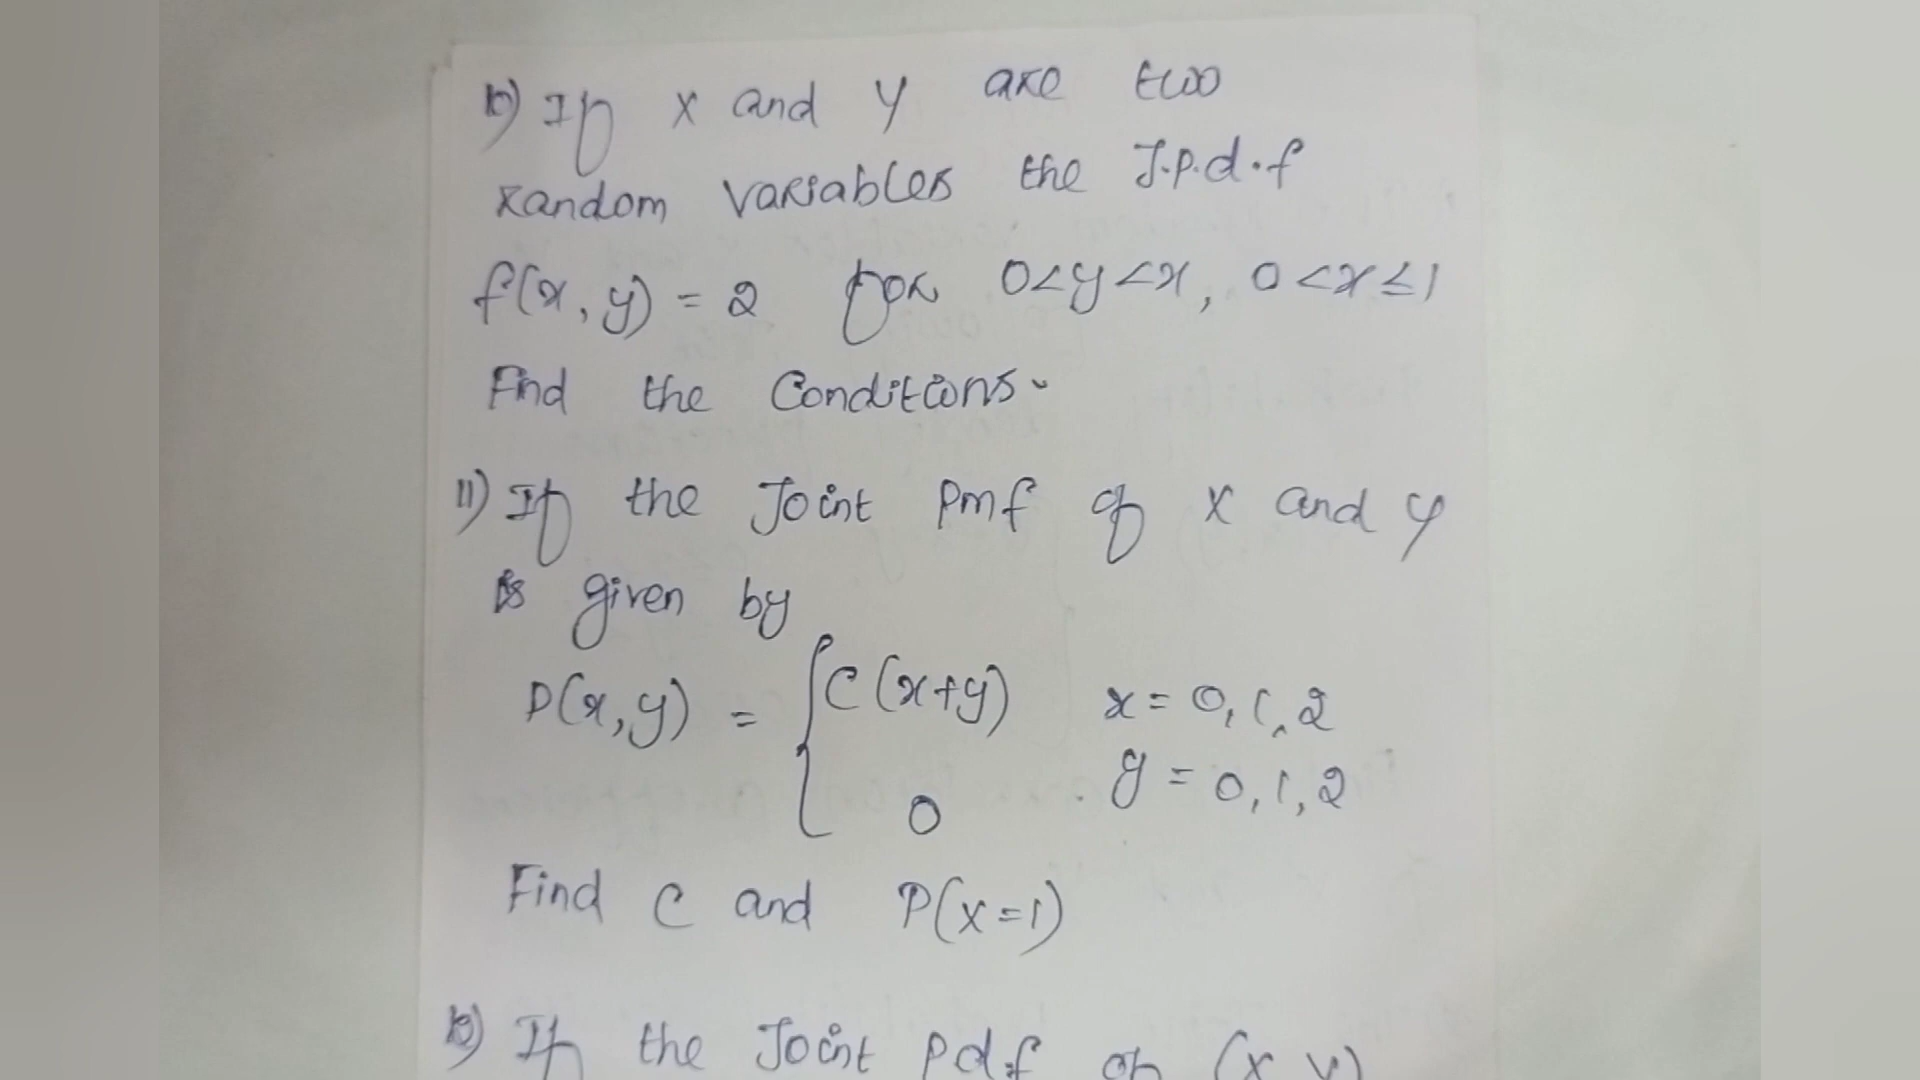 10) If X and Y are two
random variables the J.p.d.f
f(x, y) = 2 for 0<y<x, 0<x≤1
Find the Conditions.
11) If the Joint Pmf of X and Y
is given by
P(x,y) = { C(x+y) x = 0,1,2
y = 0,1,2
0
Find C and P(X=1)
If the Joint Pd.f of (X Y)